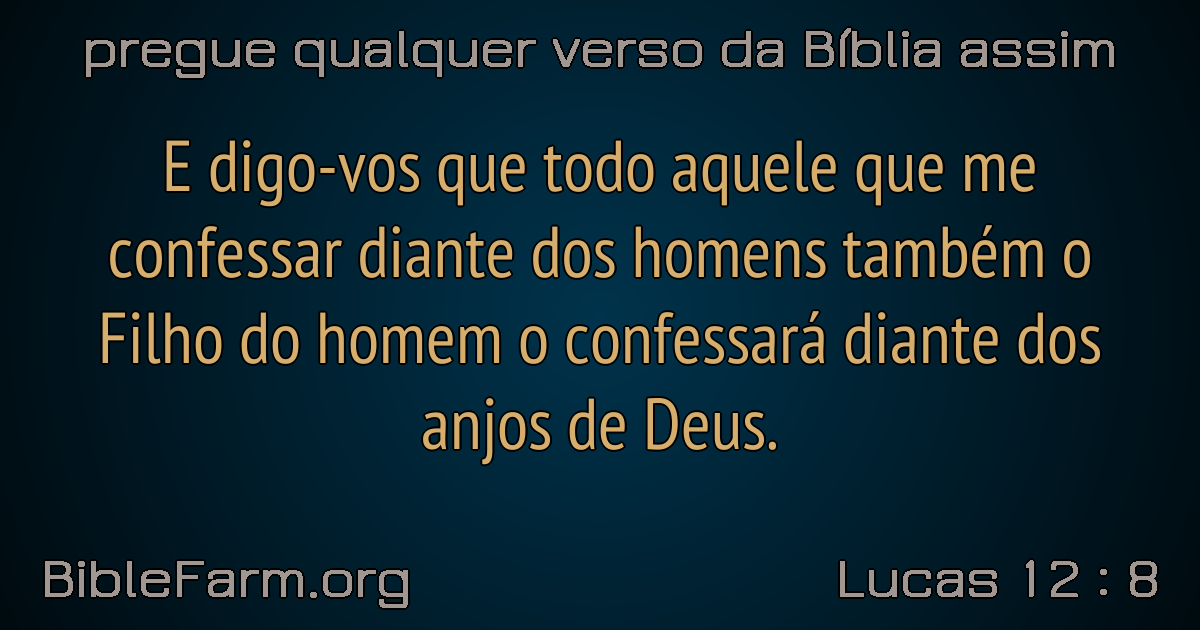 pregue qualquer verso da Bíblia assim
E digo-vos que todo aquele que me
confessar diante dos homens também o
Filho do homem o confessará diante dos
anjos de Deus.
BibleFarm.org
Lucas 12 : 8